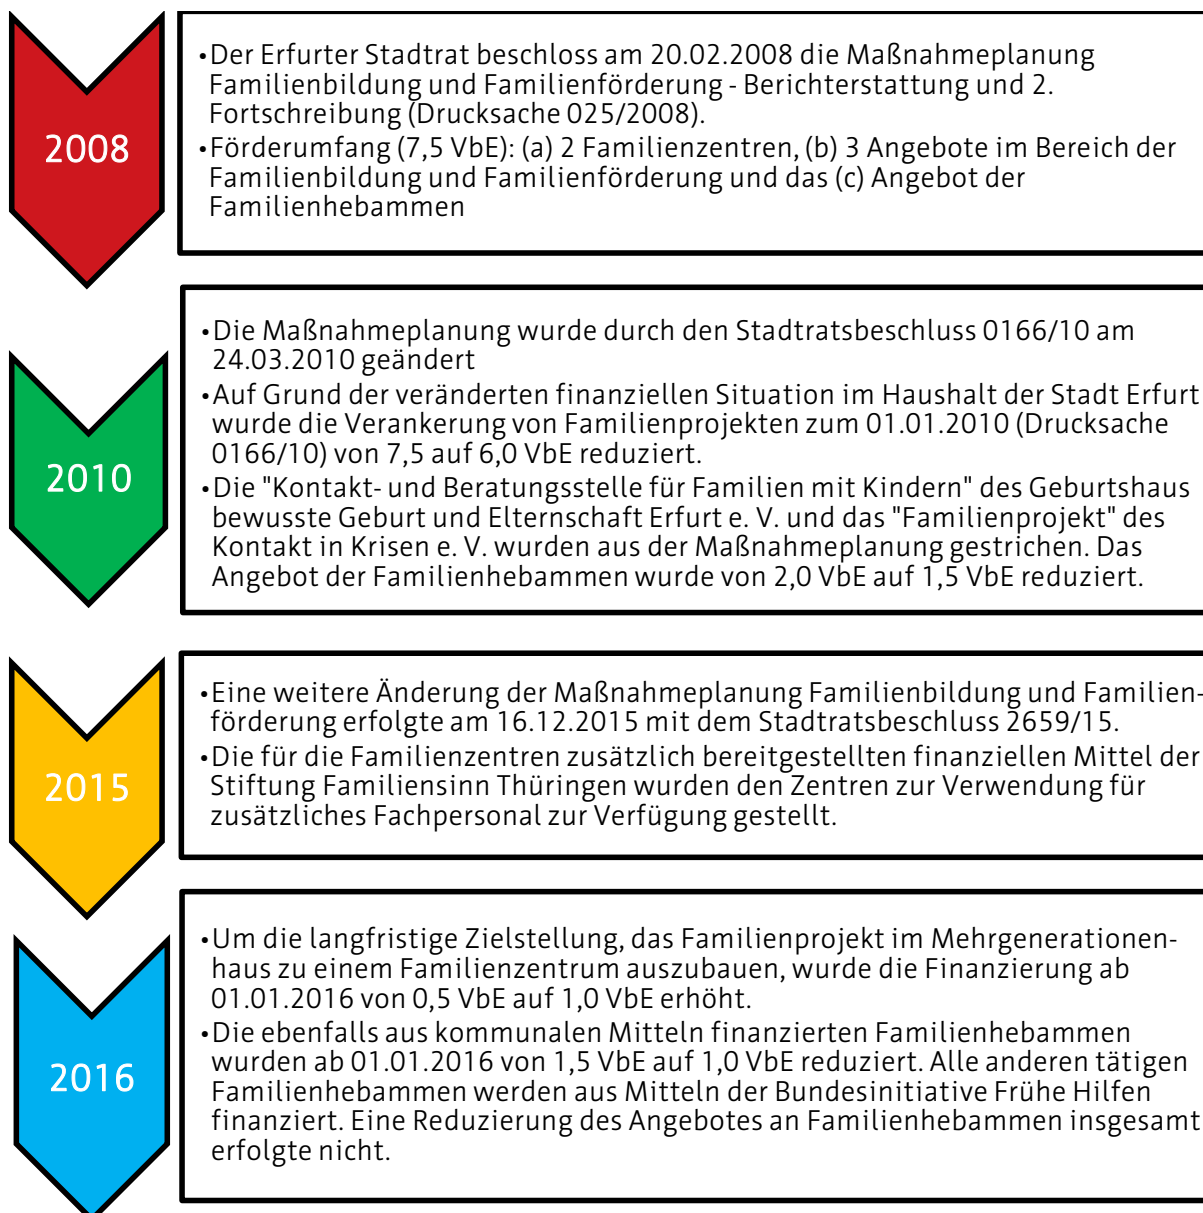 2008
•Der Erfurter Stadtrat beschloss am 20.02.2008 die Maßnahmeplanung
Familienbildung und Familienförderung - Berichterstattung und 2.
Fortschreibung (Drucksache 025/2008).
•Förderumfang (7,5 VbE): (a) 2 Familienzentren, (b) 3 Angebote im Bereich der
Familienbildung und Familienförderung und das (c) Angebot der
Familienhebammen
2010
•Die Maßnahmeplanung wurde durch den Stadtratsbeschluss 0166/10 am
24.03.2010 geändert
•Auf Grund der veränderten finanziellen Situation im Haushalt der Stadt Erfurt
wurde die Verankerung von Familienprojekten zum 01.01.2010 (Drucksache
0166/10) von 7,5 auf 6,0 VbE reduziert.
•Die "Kontakt- und Beratungsstelle für Familien mit Kindern" des Geburtshaus
bewusste Geburt und Elternschaft Erfurt e. V. und das "Familienprojekt" des
Kontakt in Krisen e. V. wurden aus der Maßnahmeplanung gestrichen. Das
Angebot der Familienhebammen wurde von 2,0 VbE auf 1,5 VbE reduziert.
2015
•Eine weitere Änderung der Maßnahmeplanung Familienbildung und Familien-
förderung erfolgte am 16.12.2015 mit dem Stadtratsbeschluss 2659/15.
•Die für die Familienzentren zusätzlich bereitgestellten finanziellen Mittel der
Stiftung Familiensinn Thüringen wurden den Zentren zur Verwendung für
zusätzliches Fachpersonal zur Verfügung gestellt.
2016
•Um die langfristige Zielstellung, das Familienprojekt im Mehrgenerationen-
haus zu einem Familienzentrum auszubauen, wurde die Finanzierung ab
01.01.2016 von 0,5 VbE auf 1,0 VbE erhöht.
•Die ebenfalls aus kommunalen Mitteln finanzierten Familienhebammen
wurden ab 01.01.2016 von 1,5 VbE auf 1,0 VbE reduziert. Alle anderen tätigen
Familienhebammen werden aus Mitteln der Bundesinitiative Frühe Hilfen
finanziert. Eine Reduzierung des Angebotes an Familienhebammen insgesamt
erfolgte nicht.